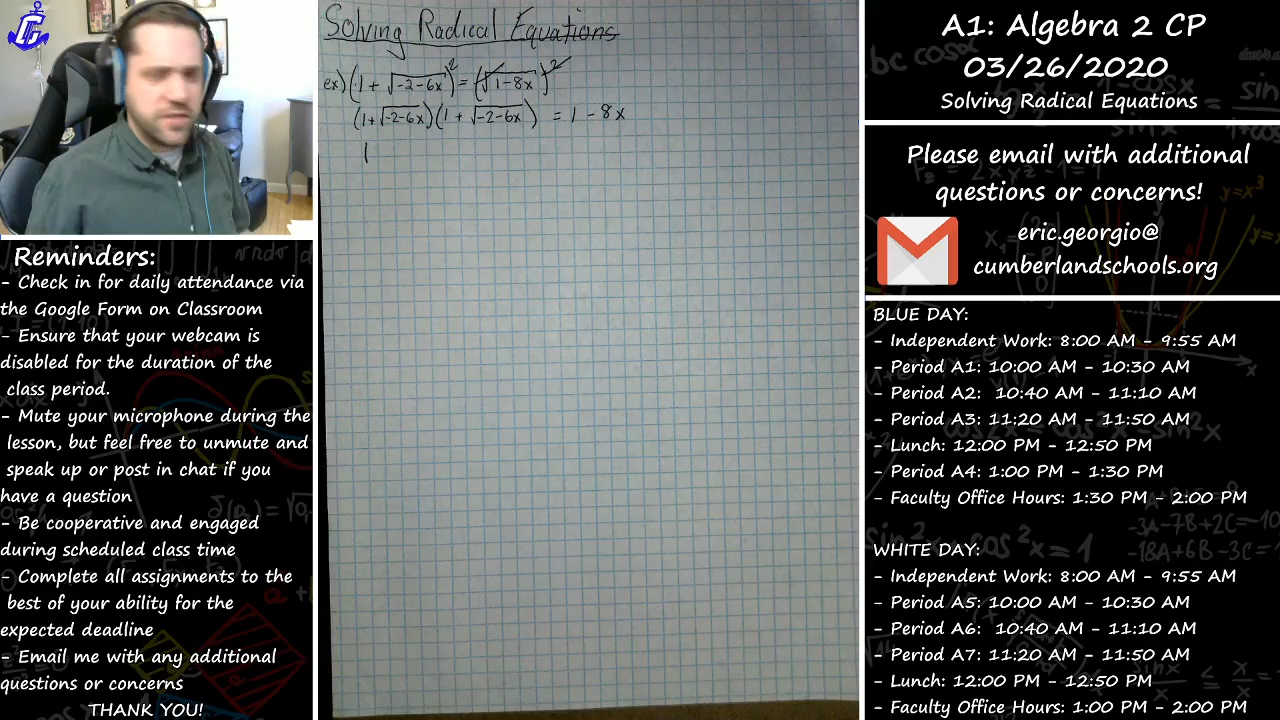 Solving Radical Equations
ex) (1 + √-2-6x)² = (√1-8x)²
(1+√-2-6x)(1 + √-2-6x) = 1 - 8x
1
Reminders:
- Check in for daily attendance via
the Google Form on Classroom
- Ensure that your webcam is
disabled for the duration of the
class period.
- Mute your microphone during the
lesson, but feel free to unmute and
speak up or post in chat if you
have a question
- Be cooperative and engaged
during scheduled class time
- Complete all assignments to the
best of your ability for the
expected deadline
- Email me with any additional
questions or concerns
THANK YOU!
A1: Algebra 2 CP
03/26/2020
Solving Radical Equations
Please email with additional
questions or concerns!
eric.georgio@
cumberlandschools.org
BLUE DAY:
- Independent Work: 8:00 AM - 9:55 AM
- Period A1: 10:00 AM - 10:30 AM
- Period A2: 10:40 AM - 11:10 AM
- Period A3: 11:20 AM - 11:50 AM
- Lunch: 12:00 PM - 12:50 PM
- Period A4: 1:00 PM - 1:30 PM
- Faculty Office Hours: 1:30 PM - 2:00 PM
WHITE DAY:
- Independent Work: 8:00 AM - 9:55 AM
- Period A5: 10:00 AM - 10:30 AM
- Period A6: 10:40 AM - 11:10 AM
- Period A7: 11:20 AM - 11:50 AM
- Lunch: 12:00 PM - 12:50 PM
- Faculty Office Hours: 1:00 PM - 2:00 PM